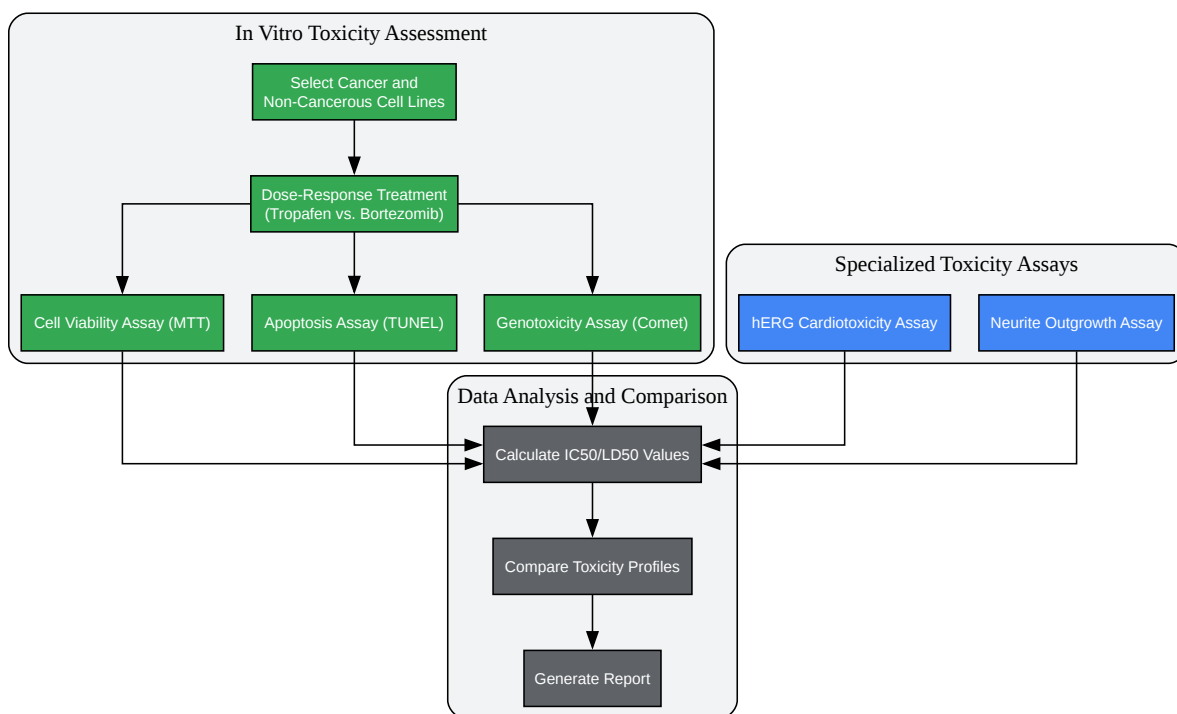 In Vitro Toxicity Assessment
Select Cancer and
Non-Cancerous Cell Lines
Dose-Response Treatment
(Tropafen vs. Bortezomib)
Cell Viability Assay (MTT)
Apoptosis Assay (TUNEL)
Genotoxicity Assay (Comet)
Specialized Toxicity Assays
hERG Cardiotoxicity Assay
Neurite Outgrowth Assay
Data Analysis and Comparison
Calculate IC50/LD50 Values
Compare Toxicity Profiles
Generate Report